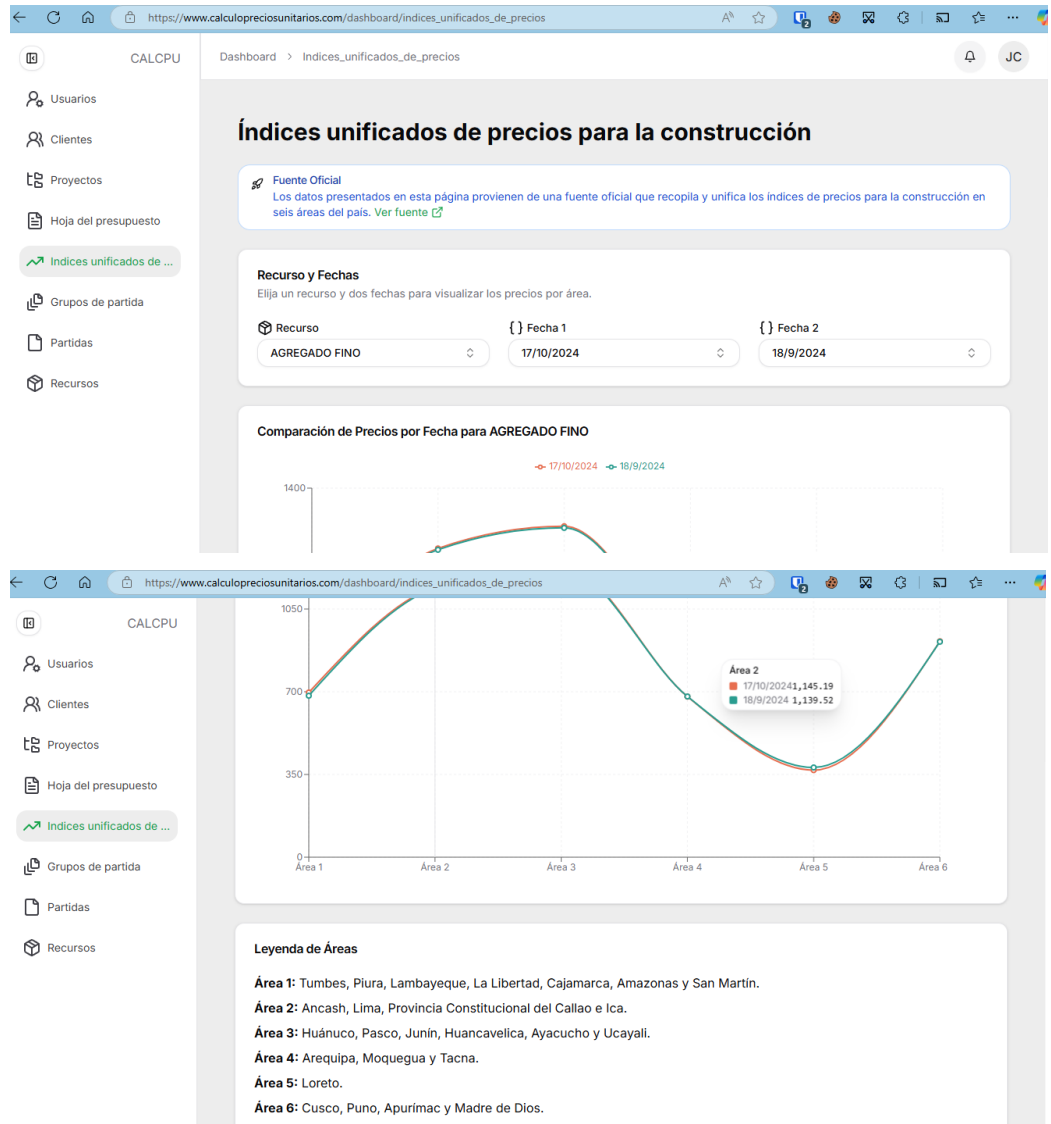 https://www.calculopreciosunitarios.com/dashboard/indices_unificados_de_precios
CALCPU
Dashboard > Indices_unificados_de_precios
JC
Usuarios
Clientes
Proyectos
Hoja del presupuesto
Indices unificados de ...
Grupos de partida
Partidas
Recursos
Índices unificados de precios para la construcción
Fuente Oficial
Los datos presentados en esta página provienen de una fuente oficial que recopila y unifica los índices de precios para la construcción en
seis áreas del país. Ver fuente
Recurso y Fechas
Elija un recurso y dos fechas para visualizar los precios por área.
Recurso
{ } Fecha 1
{ } Fecha 2
AGREGADO FINO
17/10/2024
18/9/2024
Comparación de Precios por Fecha para AGREGADO FINO
17/10/2024 18/9/2024
1400
https://www.calculopreciosunitarios.com/dashboard/indices_unificados_de_precios
CALCPU
Usuarios
Clientes
Proyectos
Hoja del presupuesto
Indices unificados de ...
Grupos de partida
Partidas
Recursos
1050
700
350
0
Área 2
17/10/2024 1,145.19
18/9/2024 1,139.52
Área 1 Área 2 Área 3 Área 4 Área 5 Área 6
Leyenda de Áreas
Área 1: Tumbes, Piura, Lambayeque, La Libertad, Cajamarca, Amazonas y San Martín.
Área 2: Ancash, Lima, Provincia Constitucional del Callao e Ica.
Área 3: Huánuco, Pasco, Junín, Huancavelica, Ayacucho y Ucayali.
Área 4: Arequipa, Moquegua y Tacna.
Área 5: Loreto.
Área 6: Cusco, Puno, Apurímac y Madre de Dios.